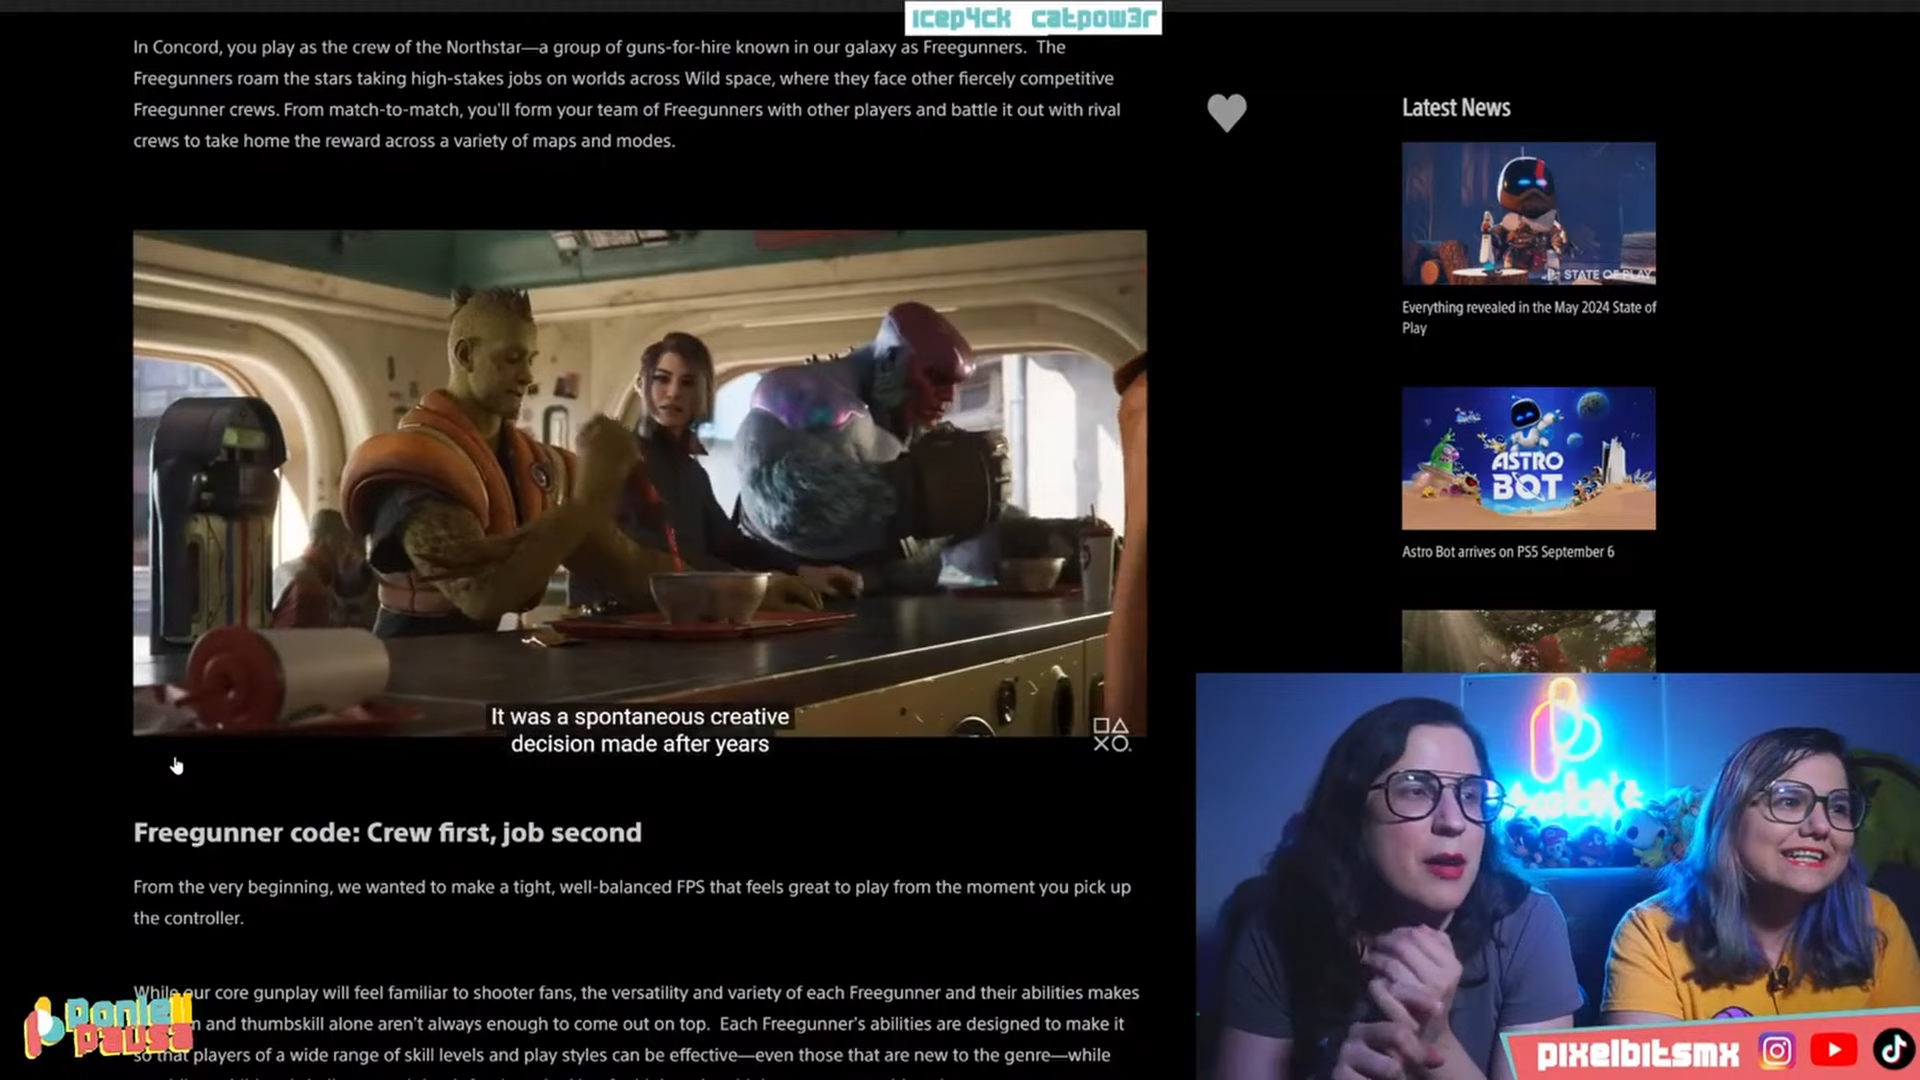 icep4ck catpow3r
In Concord, you play as the crew of the Northstar—a group of guns-for-hire known in our galaxy as Freegunners. The
Freegunners roam the stars taking high-stakes jobs on worlds across Wild space, where they face other fiercely competitive
Freegunner crews. From match-to-match, you'll form your team of Freegunners with other players and battle it out with rival
crews to take home the reward across a variety of maps and modes.
Latest News
STATE OF PLAY
Everything revealed in the May 2024 State of
Play
ASTRO
BOT
Astro Bot arrives on PS5 September 6
It was a spontaneous creative
decision made after years
Freegunner code: Crew first, job second
From the very beginning, we wanted to make a tight, well-balanced FPS that feels great to play from the moment you pick up
the controller.
While our core gunplay will feel familiar to shooter fans, the versatility and variety of each Freegunner and their abilities makes
and thumbskill alone aren't always enough to come out on top. Each Freegunner's abilities are designed to make it
so that players of a wide range of skill levels and play styles can be effective—even those that are new to the genre—while
Ponle
Pausa
pixelbitsmx